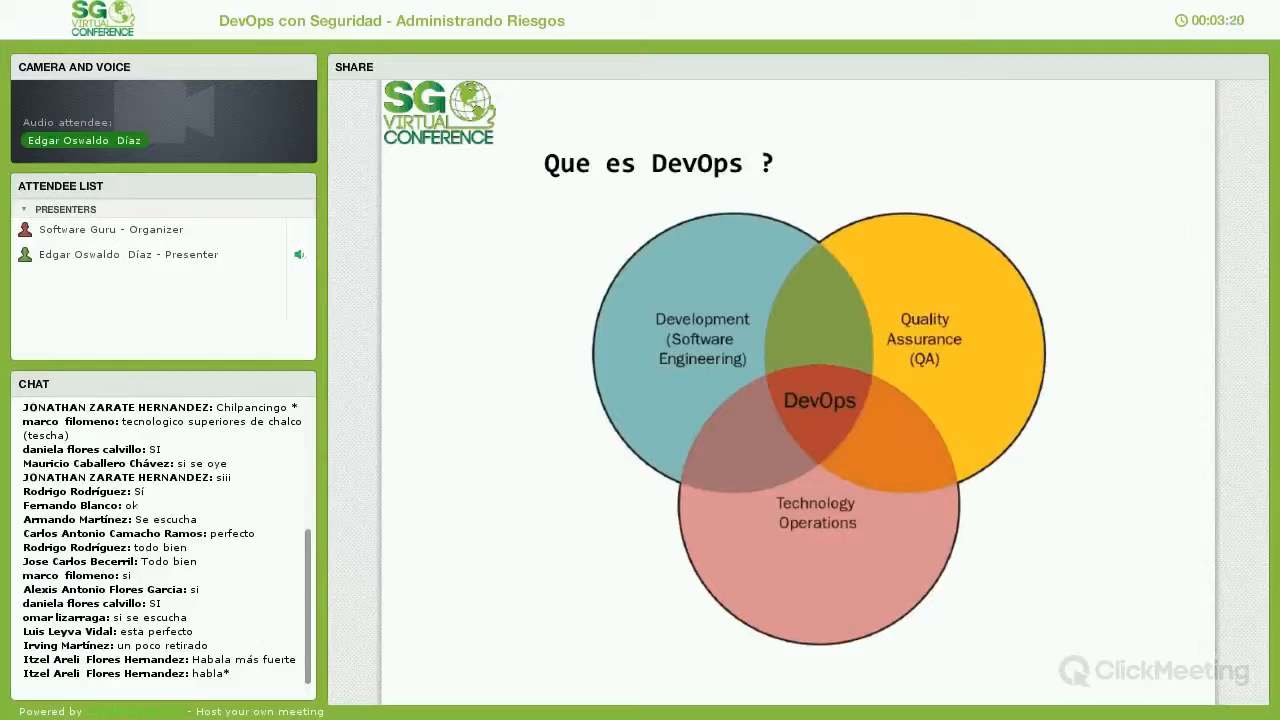 SG
VIRTUAL
CONFERENCE
DevOps con Seguridad - Administrando Riesgos
00:03:20
CAMERA AND VOICE
Audio attendee:
Edgar Oswaldo Díaz
ATTENDEE LIST
PRESENTERS
Software Guru - Organizer
Edgar Oswaldo Díaz - Presenter
CHAT
JONATHAN ZARATE HERNANDEZ: Chilpancingo *
marco filomeno: tecnologico superiores de chalco
(tescha)
daniela flores calvillo: SI
Mauricio Caballero Chávez: si se oye
JONATHAN ZARATE HERNANDEZ: siii
Rodrigo Rodríguez: Sí
Fernando Blanco: ok
Armando Martínez: Se escucha
Carlos Antonio Camacho Ramos: perfecto
Rodrigo Rodríguez: todo bien
Jose Carlos Becerril: Todo bien
marco filomeno: si
Alexis Antonio Flores Garcia: si
daniela flores calvillo: SI
omar lizarraga: si se escucha
Luis Leyva Vidal: esta perfecto
Irving Martínez: un poco retirado
Itzel Areli Flores Hernandez: Habala más fuerte
Itzel Areli Flores Hernandez: habla*
Powered by - Host your own meeting
SHARE
SG
VIRTUAL
CONFERENCE
Que es DevOps ?
Development
(Software
Engineering)
Quality
Assurance
(QA)
DevOps
Technology
Operations
ClickMeeting